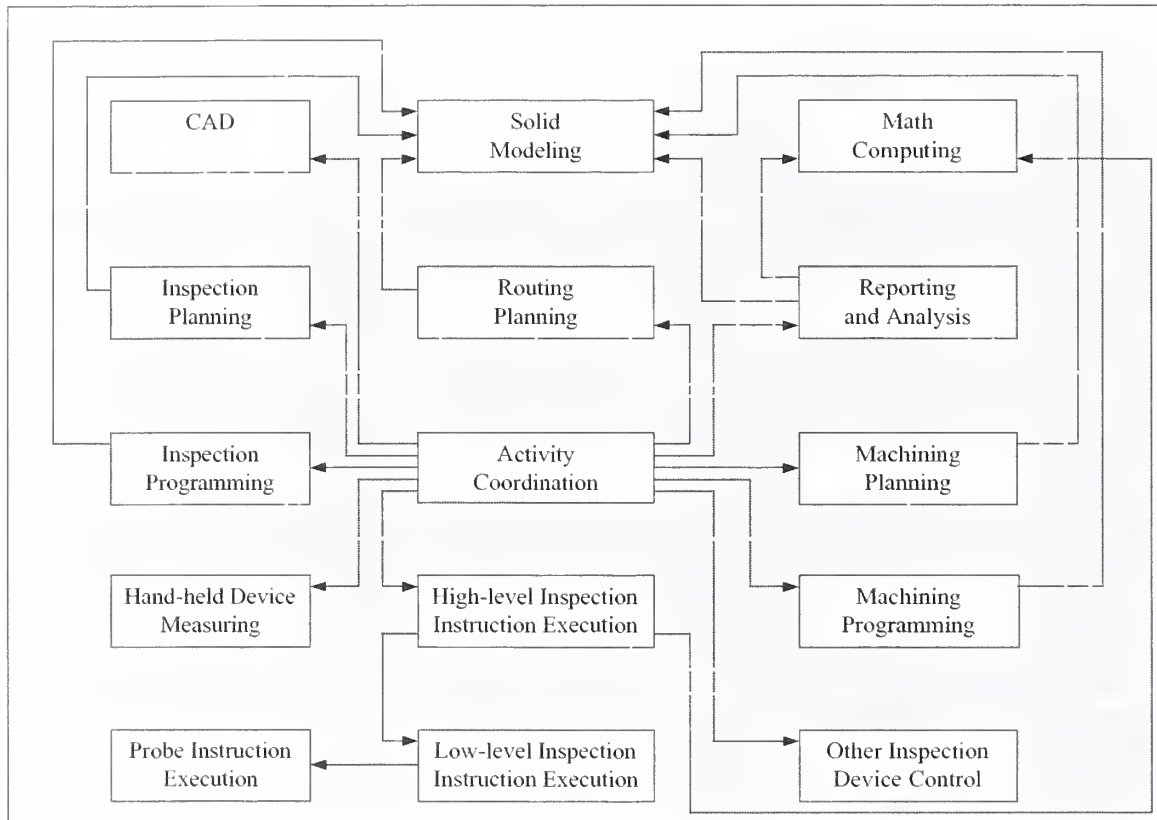 CAD
Solid
Modeling
Math
Computing
Inspection
Planning
Routing
Planning
Reporting
and Analysis
Inspection
Programming
Activity
Coordination
Machining
Planning
Hand-held Device
Measuring
High-level Inspection
Instruction Execution
Machining
Programming
Probe Instruction
Execution
Low-level Inspection
Instruction Execution
Other Inspection
Device Control